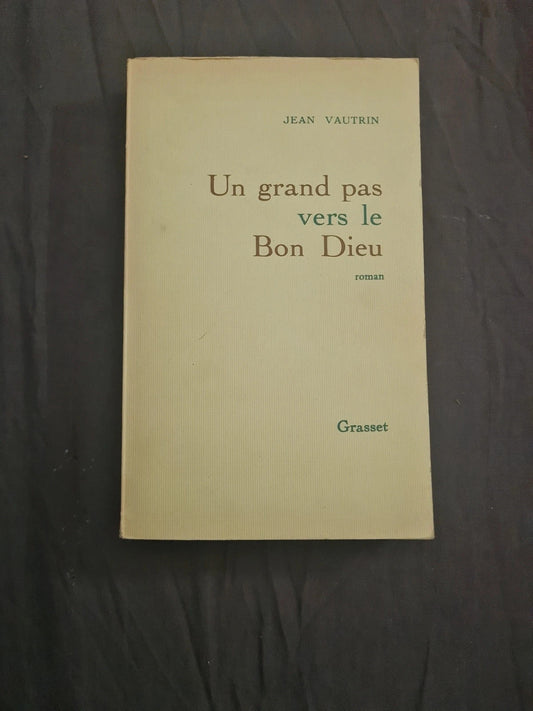 JEAN VAUTRIN
Un grand pas
vers le
Bon Dieu
roman
Grasset